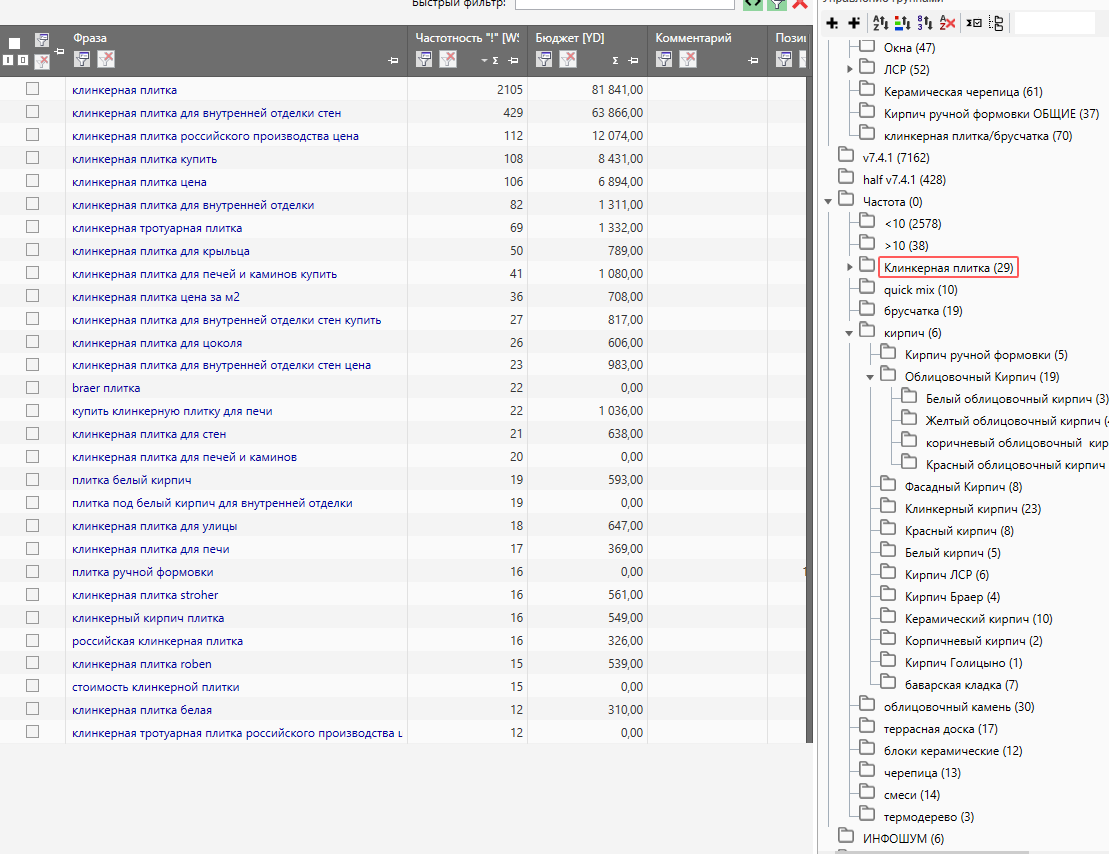 Быстрый фильтр:
Фраза
Частотность "!" [WS
Бюджет [YD]
Комментарий
Пози
клинкерная плитка 2105 81 841,00
клинкерная плитка для внутренней отделки стен 429 63 866,00
клинкерная плитка российского производства цена 112 12 074,00
клинкерная плитка купить 108 8 431,00
клинкерная плитка цена 106 6 894,00
клинкерная плитка для внутренней отделки 82 1 311,00
клинкерная тротуарная плитка 69 1 332,00
клинкерная плитка для крыльца 50 789,00
клинкерная плитка для печей и каминов купить 41 1 080,00
клинкерная плитка цена за м2 36 708,00
клинкерная плитка для внутренней отделки стен купить 27 817,00
клинкерная плитка для цоколя 26 606,00
клинкерная плитка для внутренней отделки стен цена 23 983,00
braer плитка 22 0,00
купить клинкерную плитку для печи 22 1 036,00
клинкерная плитка для стен 21 638,00
клинкерная плитка для печей и каминов 20 0,00
плитка белый кирпич 19 593,00
плитка под белый кирпич для внутренней отделки 19 0,00
клинкерная плитка для улицы 18 647,00
клинкерная плитка для печи 17 369,00
плитка ручной формовки 16 0,00 1
клинкерная плитка stroher 16 561,00
клинкерный кирпич плитка 16 549,00
российская клинкерная плитка 16 326,00
клинкерная плитка roben 15 539,00
стоимость клинкерной плитки 15 0,00
клинкерная плитка белая 12 310,00
клинкерная тротуарная плитка российского производства ц 12 0,00
Управление группами
Окна (47)
ЛСР (52)
Керамическая черепица (61)
Кирпич ручной формовки ОБЩИЕ (37)
клинкерная плитка/брусчатка (70)
v7.4.1 (7162)
half v7.4.1 (428)
Частота (0)
<10 (2578)
>10 (38)
Клинкерная плитка (29)
quick mix (10)
брусчатка (19)
кирпич (6)
Кирпич ручной формовки (5)
Облицовочный Кирпич (19)
Белый облицовочный кирпич (3)
Желтый облицовочный кирпич (4
коричневый облицовочный кир
Красный облицовочный кирпич
Фасадный Кирпич (8)
Клинкерный кирпич (23)
Красный кирпич (8)
Белый кирпич (5)
Кирпич ЛСР (6)
Кирпич Браер (4)
Керамический кирпич (10)
Корпичневый кирпич (2)
Кирпич Голицыно (1)
баварская кладка (7)
облицовочный камень (30)
террасная доска (17)
блоки керамические (12)
черепица (13)
смеси (14)
термодерево (3)
ИНФОШУМ (6)